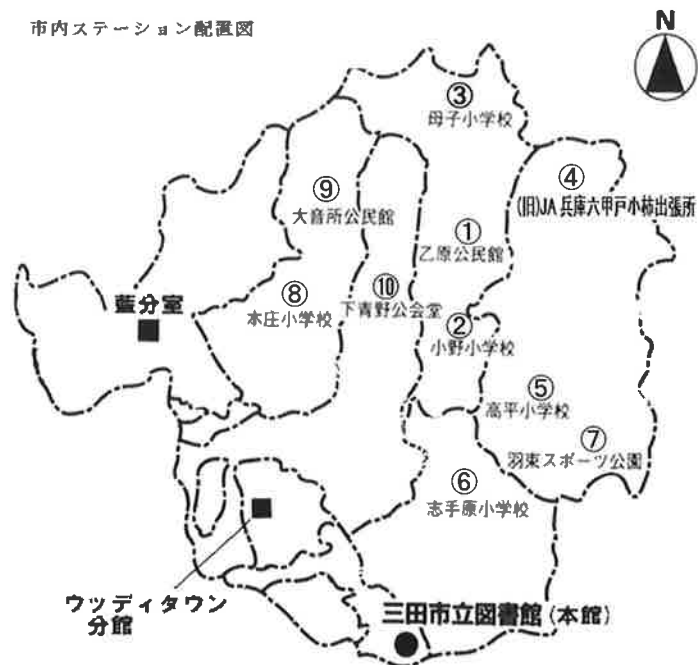 市内ステーション配置図
N
③
母子小学校
④
(旧)JA兵庫六甲戸小柿出張所
⑨
大音所公民館
①
乙原公民館
藍分室
⑧
本庄小学校
⑩
下青野公会堂
②
小野小学校
⑤
高平小学校
⑦
羽束スポーツ公園
⑥
志手原小学校
ウッディタウン
分館
三田市立図書館(本館)